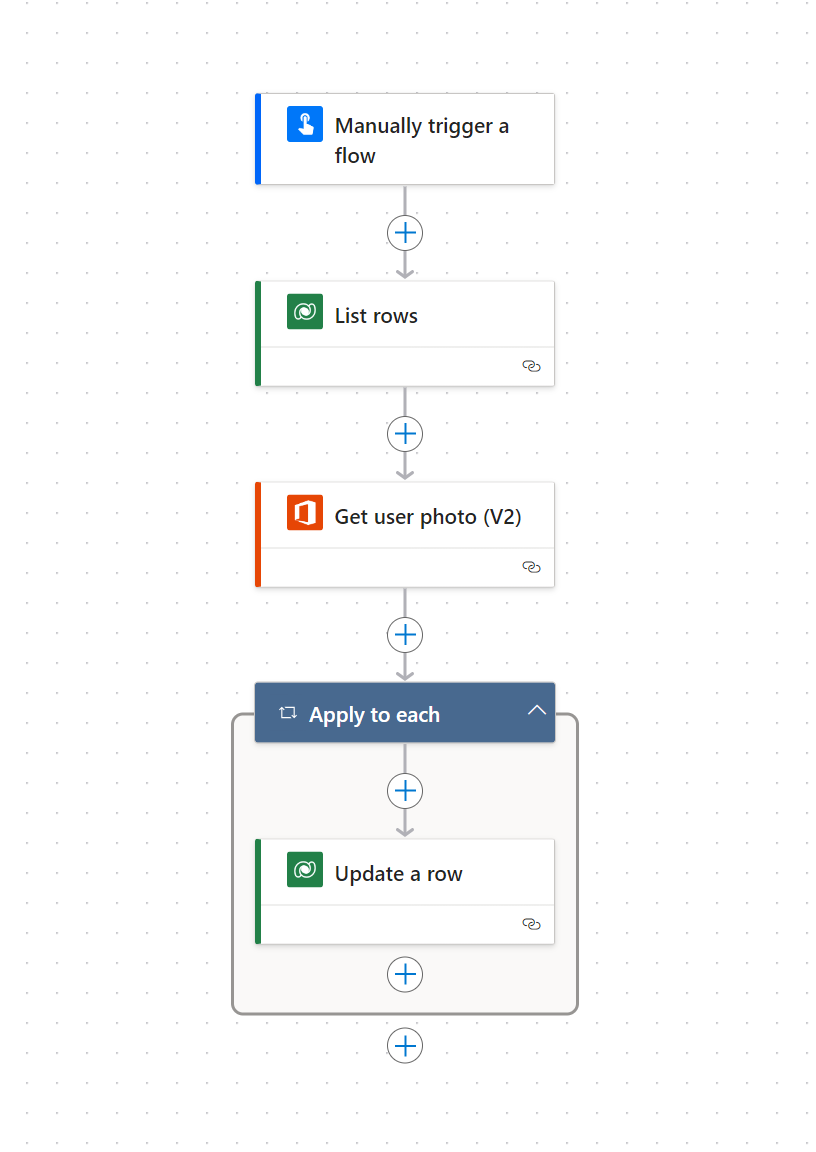 Manually trigger a
flow
List rows
Get user photo (V2)
Apply to each
Update a row